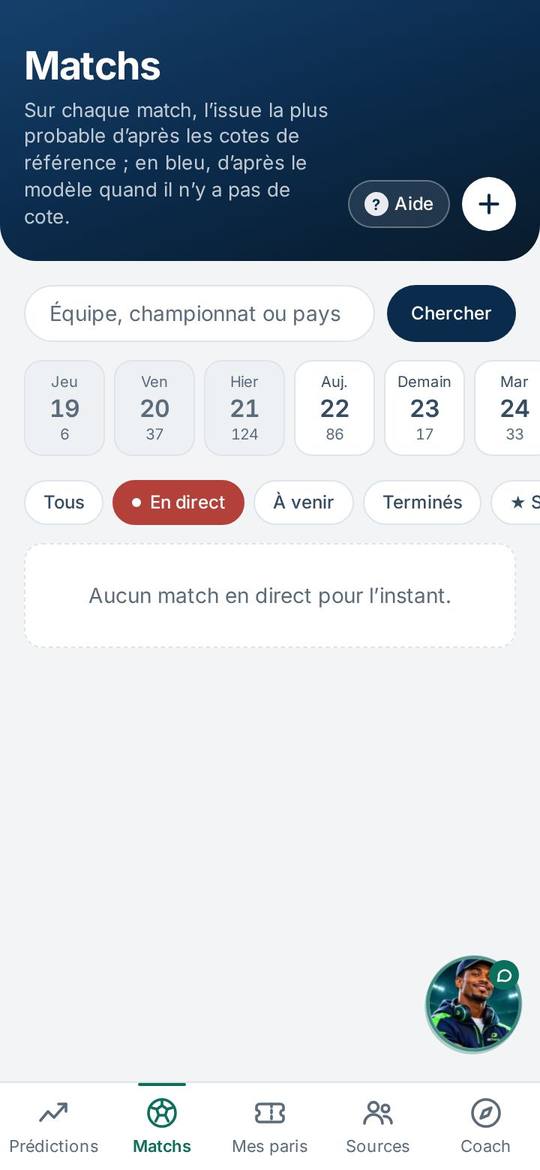 Matchs
Sur chaque match, l’issue la plus
probable d’après les cotes de
référence ; en bleu, d’après le
modèle quand il n’y a pas de
cote.
? Aide
Équipe, championnat ou pays
Chercher
Jeu
19
6
Ven
20
37
Hier
21
124
Auj.
22
86
Demain
23
17
Mar
24
33
Tous
En direct
À venir
Terminés
★ S
Aucun match en direct pour l’instant.
Prédictions
Matchs
Mes paris
Sources
Coach